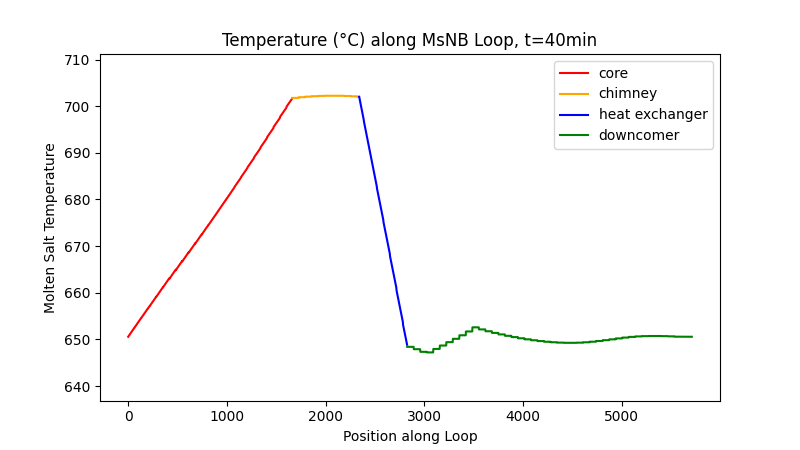 Temperature (°C) along MsNB Loop, t=40min
710
700
690
680
670
660
650
640
Molten Salt Temperature
core
chimney
heat exchanger
downcomer
0
1000
2000
3000
4000
5000
Position along Loop